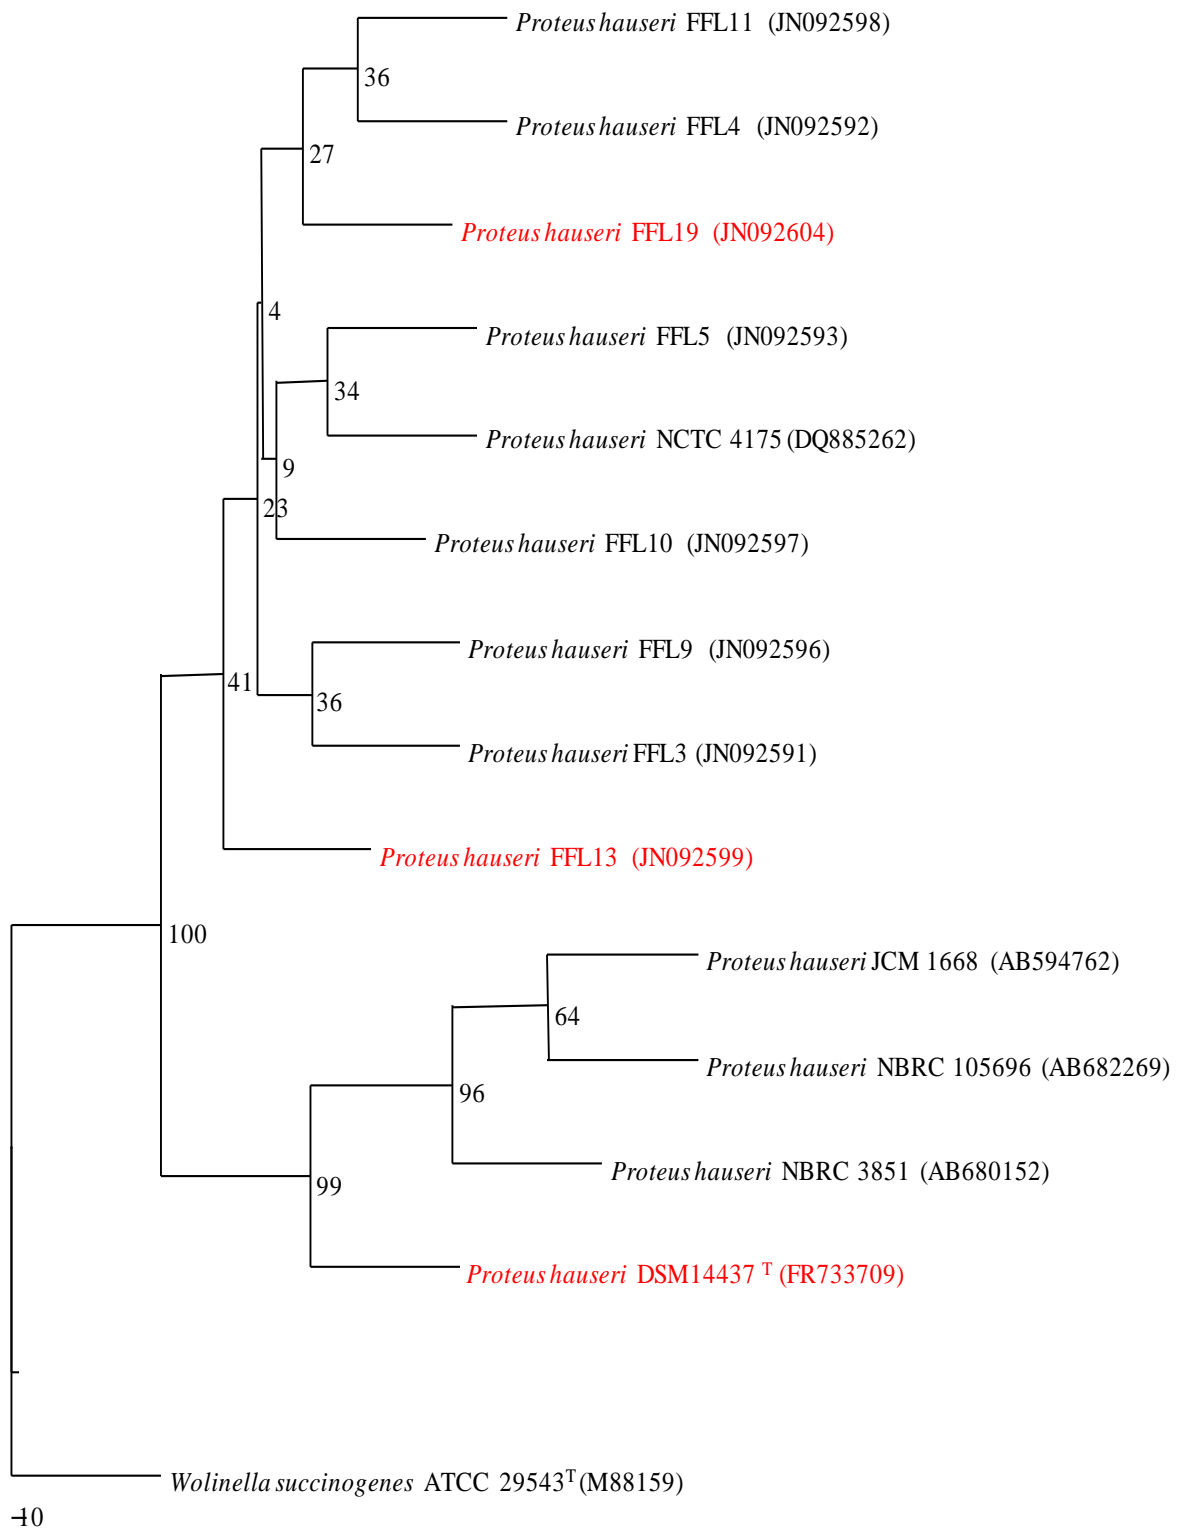 Proteus hauseri FFL11 (JN092598)
36
Proteus hauseri FFL4 (JN092592)
27
Proteus hauseri FFL19 (JN092604)
4
Proteus hauseri FFL5 (JN092593)
34
Proteus hauseri NCTC 4175 (DQ885262)
9
23
Proteus hauseri FFL10 (JN092597)
Proteus hauseri FFL9 (JN092596)
41
36
Proteus hauseri FFL3 (JN092591)
Proteus hauseri FFL13 (JN092599)
100
Proteus hauseri JCM 1668 (AB594762)
64
Proteus hauseri NBRC 105696 (AB682269)
96
Proteus hauseri NBRC 3851 (AB680152)
99
Proteus hauseri DSM14437 T (FR733709)
Wolinella succinogenes ATCC 29543T (M88159)
10